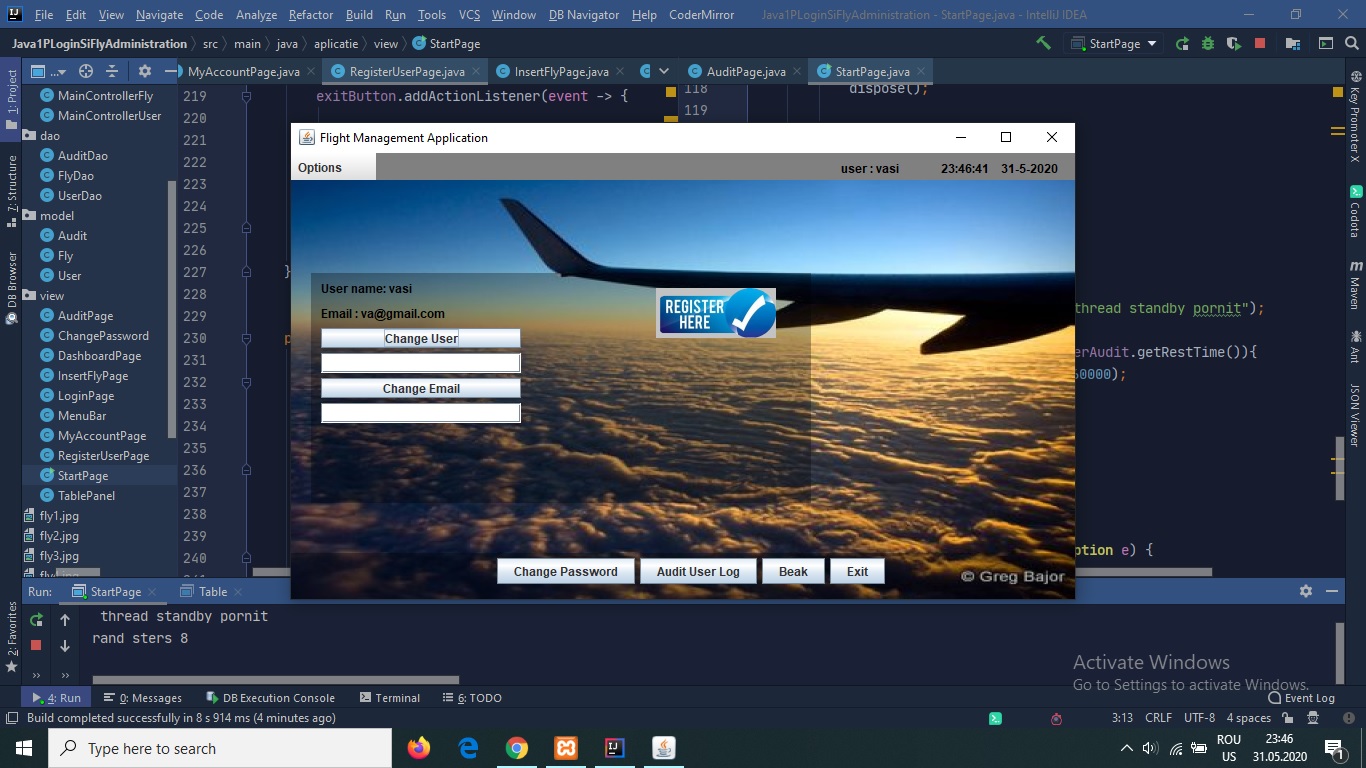 File Edit View Navigate Code Analyze Refactor Build Run Tools VCS Window DB Navigator Help CoderMirror Java1PLoginSiFlyAdministration - StartPage.java - IntelliJ IDEA
Java1PLoginSiFlyAdministration src main java aplicatie view StartPage StartPage
... MyAccountPage.java RegisterUserPage.java InsertFlyPage.java AuditPage.java StartPage.java
1: Project
7: Structure
DB Browser
2: Favorites
MainControllerFly
MainControllerUser
dao
AuditDao
FlyDao
UserDao
model
Audit
Fly
User
view
AuditPage
ChangePassword
DashboardPage
InsertFlyPage
LoginPage
MenuBar
MyAccountPage
RegisterUserPage
StartPage
TablePanel
fly1.jpg
fly2.jpg
fly3.jpg
219 exitButton.addActionListener(event -> { 118 dispose();
220 119
221
222
223
224
225
226
227 }
228
229 thread standby pornit");
230
231 erAudit.getRestTime()){
232 60000);
233
234
235
236
237
238
239
240 ption e) {
Flight Management Application
Options user : vasi 23:46:41 31-5-2020
User name: vasi
Email : va@gmail.com
Change User
Change Email
REGISTER
HERE
Change Password Audit User Log Beak Exit
© Greg Bajor
Key Promoter X
Codota
Maven
Ant
JSON Viewer
Run: StartPage Table
thread standby pornit
rand sters 8
Activate Windows
Go to Settings to activate Windows.
4: Run 0: Messages DB Execution Console Terminal 6: TODO Event Log
Build completed successfully in 8 s 914 ms (4 minutes ago) 3:13 CRLF UTF-8 4 spaces
Type here to search
ROU 23:46
US 31.05.2020
1